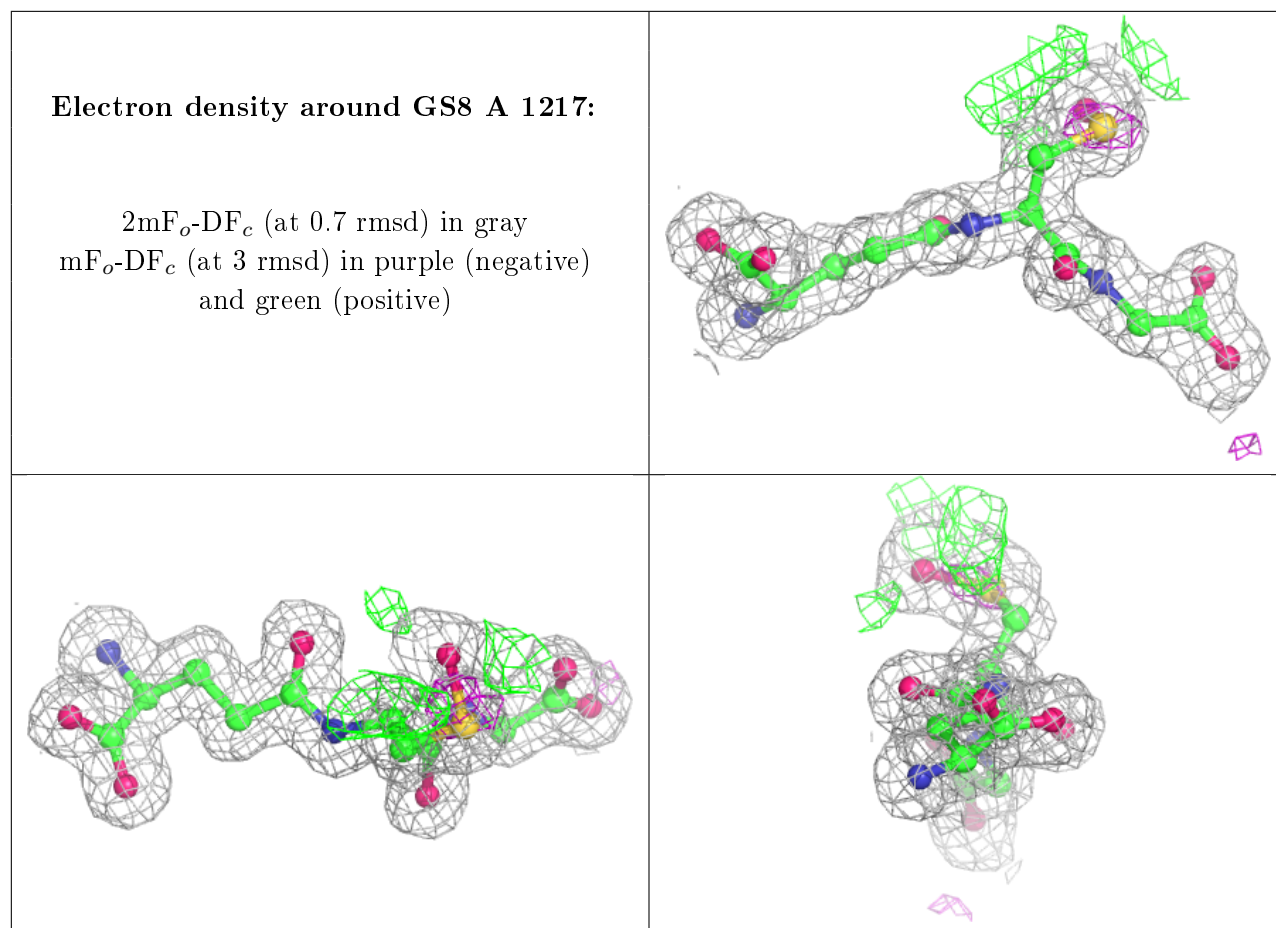 Electron density around GS8 A 1217:
2mFo-DFc (at 0.7 rmsd) in gray
mFo-DFc (at 3 rmsd) in purple (negative)
and green (positive)